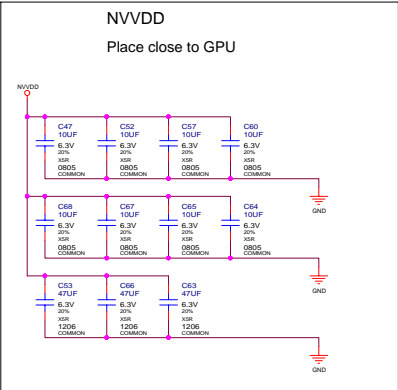 NVVDD
Place close to GPU
NVVDD
C47 C52 C57 C60
10UF 10UF 10UF 10UF
6.3V 6.3V 6.3V 6.3V
20% 20% 20% 20%
X5R X5R X5R X5R
0805 0805 0805 0805
COMMON COMMON COMMON COMMON
GND
C68 C67 C65 C64
10UF 10UF 10UF 10UF
6.3V 6.3V 6.3V 6.3V
20% 20% 20% 20%
X5R X5R X5R X5R
0805 0805 0805 0805
COMMON COMMON COMMON COMMON
GND
C53 C66 C63
47UF 47UF 47UF
6.3V 6.3V 6.3V
20% 20% 20%
X5R X5R X5R
1206 1206 1206
COMMON COMMON COMMON
GND